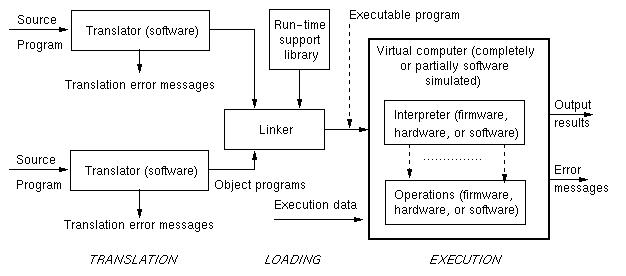 Source
Program
Translator (software)
Translation error messages
Run-time
support
library
Executable program
Virtual computer (completely
or partially software
simulated)
Interpreter (firmware,
hardware, or software)
..............
Operations (firmware,
hardware, or software)
Output
results
Error
messages
Linker
Source
Program
Translator (software)
Object programs
Translation error messages
Execution data
TRANSLATION
LOADING
EXECUTION